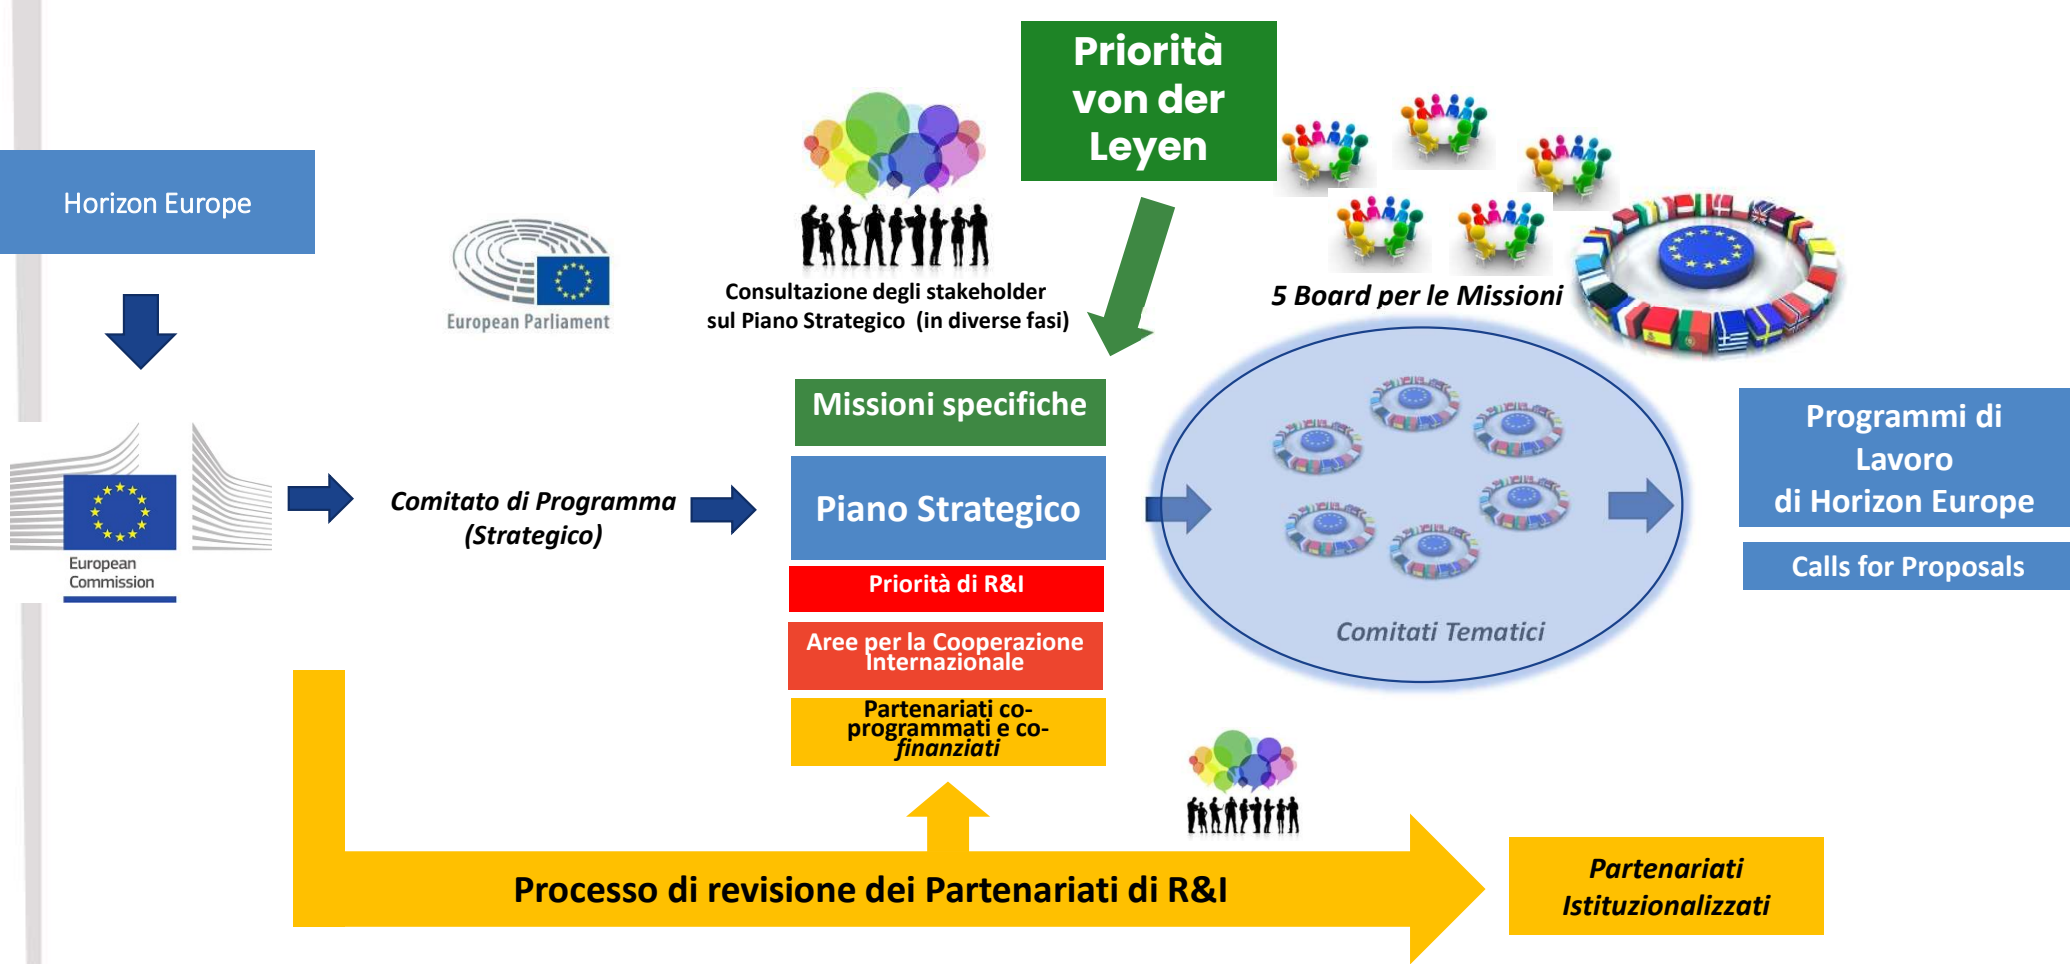 Priorità
von der
Leyen
Horizon Europe
European Parliament
Consultazione degli stakeholder
sul Piano Strategico (in diverse fasi)
5 Board per le Missioni
Missioni specifiche
Piano Strategico
Priorità di R&I
Aree per la Cooperazione
Internazionale
Partenariati co-
programmati e co-
finanziati
European
Commission
Comitato di Programma
(Strategico)
Comitati Tematici
Programmi di
Lavoro
di Horizon Europe
Calls for Proposals
Processo di revisione dei Partenariati di R&I
Partenariati
Istituzionalizzati